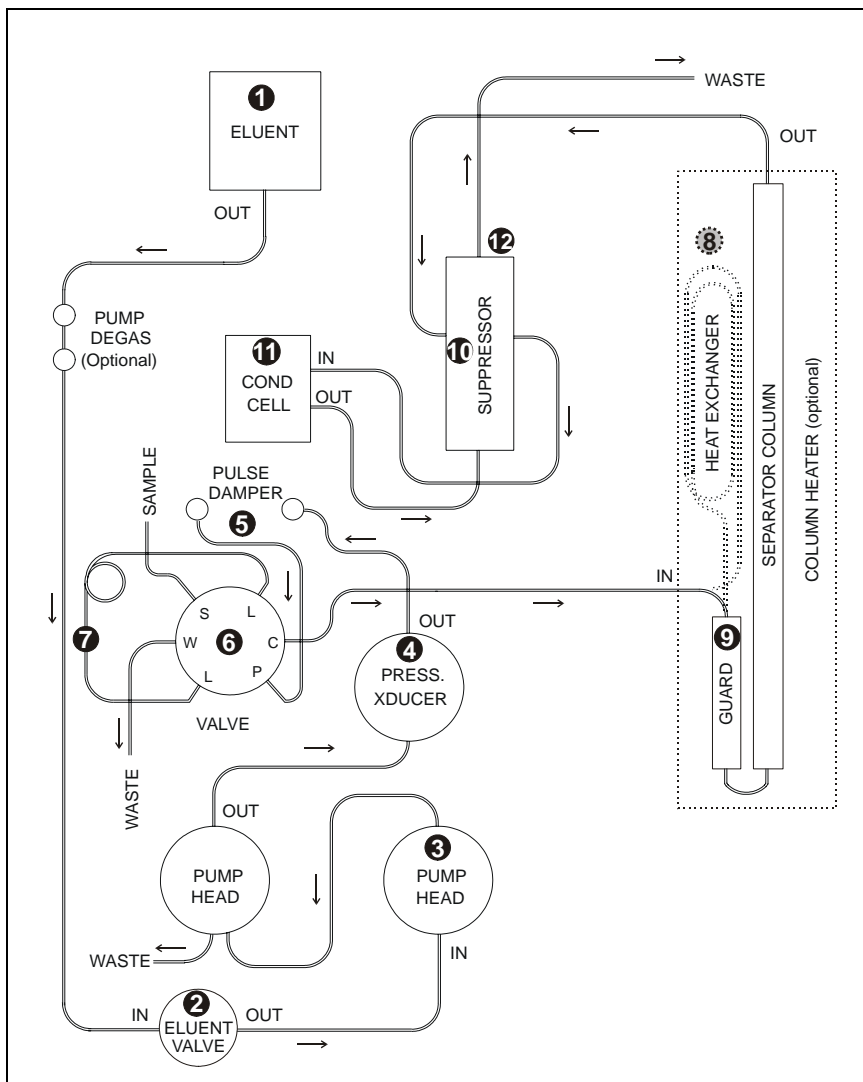 WASTE
1
ELUENT
OUT
OUT
8
12
PUMP
DEGAS
(Optional)
SUPPRESSOR
10
HEAT EXCHANGER
SEPARATOR COLUMN
COLUMN HEATER (optional)
11
COND
CELL
IN
OUT
SAMPLE
PULSE
DAMPER
5
IN
S
L
W
6
C
L
P
7
VALVE
OUT
4
PRESS.
XDUCER
9
GUARD
WASTE
OUT
PUMP
HEAD
3
PUMP
HEAD
WASTE
IN
IN
2
OUT
ELUENT
VALVE